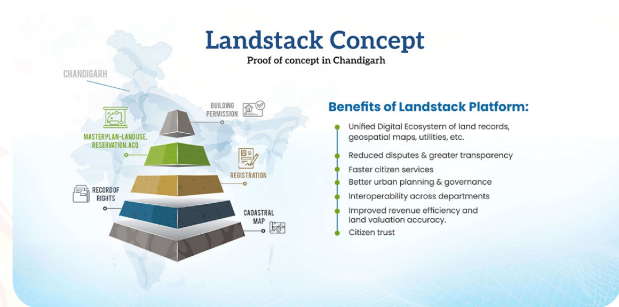 Landstack Concept
Proof of concept in Chandigarh
CHANDIGARH
BUILDING
PERMISSION
MASTERPLAN-LANDUSE,
RESERVATION, ACQ
REGISTRATION
RECORD OF
RIGHTS
CADASTRAL
MAP
Benefits of Landstack Platform:
Unified Digital Ecosystem of land records,
geospatial maps, utilities, etc.
Reduced disputes & greater transparency
Faster citizen services
Better urban planning & governance
Interoperability across departments
Improved revenue efficiency and
land valuation accuracy.
Citizen trust